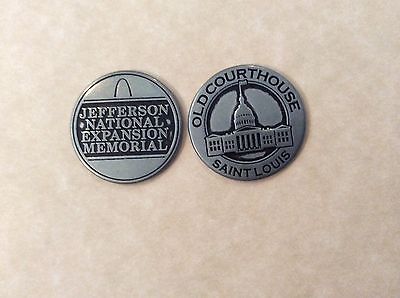 JEFFERSON
NATIONAL
EXPANSION
MEMORIAL
OLD COURTHOUSE
SAINT LOUIS